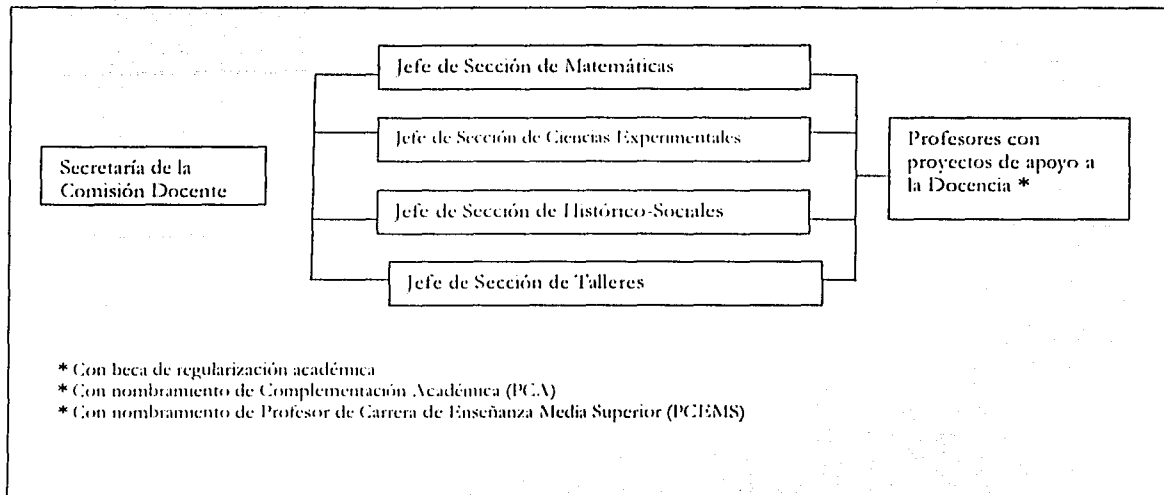 Jefe de Sección de Matemáticas
Jefe de Sección de Ciencias Experimentales
Secretaría de la
Comisión Docente
Jefe de Sección de Histórico-Sociales
Jefe de Sección de Talleres
Profesores con
proyectos de apoyo a
la Docencia *
* Con beca de regularización académica
* Con nombramiento de Complementación Académica (PCA)
* Con nombramiento de Profesor de Carrera de Enseñanza Media Superior (PCEMS)